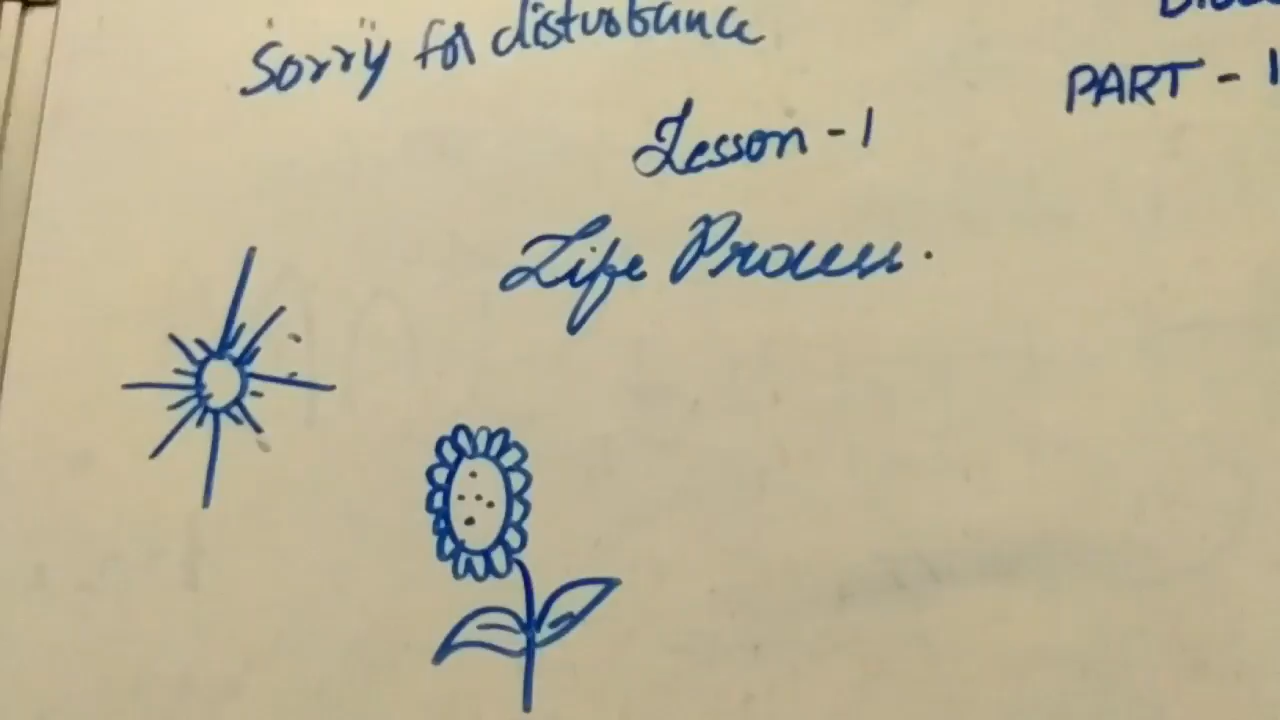 Sorry for disturbance
PART - 1
Lesson - 1
Life Process.